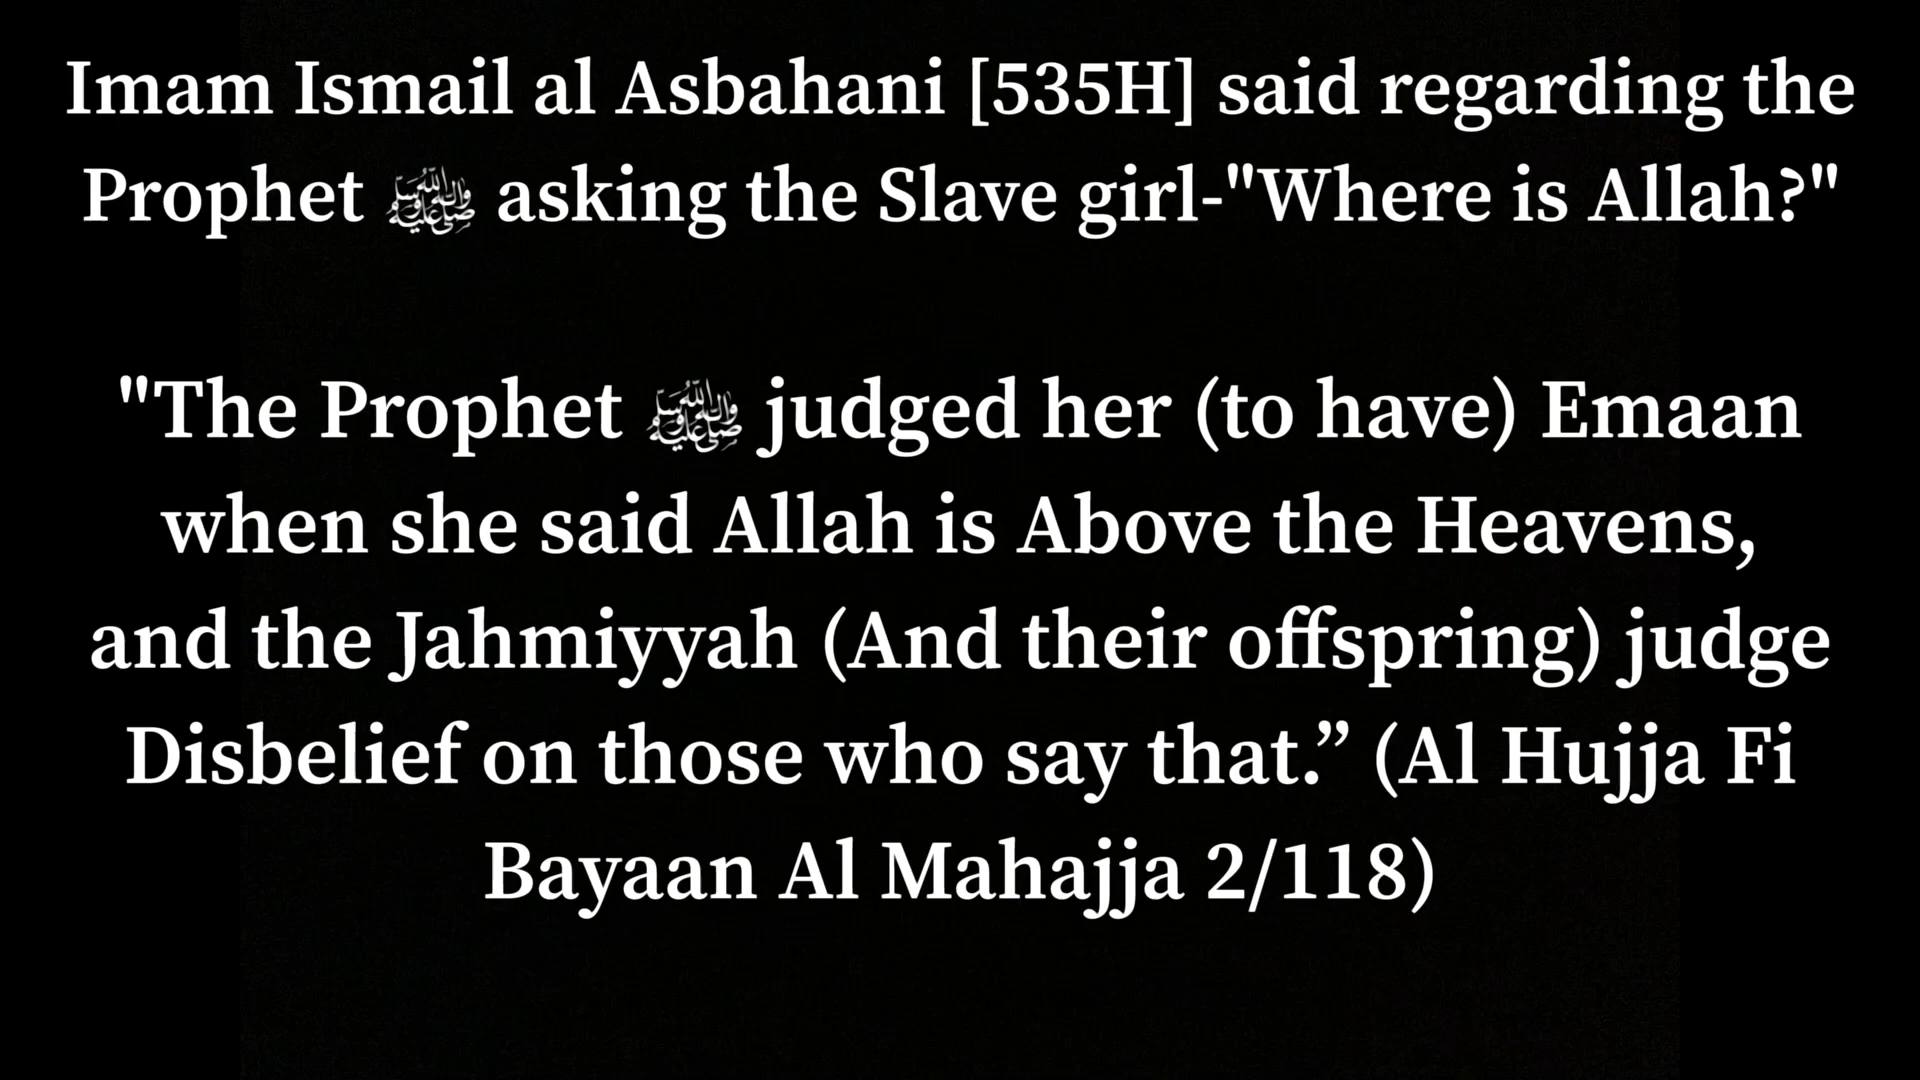 Imam Ismail al Asbahani [535H] said regarding the
Prophet ﷺ asking the Slave girl-"Where is Allah?"
"The Prophet ﷺ judged her (to have) Emaan
when she said Allah is Above the Heavens,
and the Jahmiyyah (And their offspring) judge
Disbelief on those who say that.” (Al Hujja Fi
Bayaan Al Mahajja 2/118)